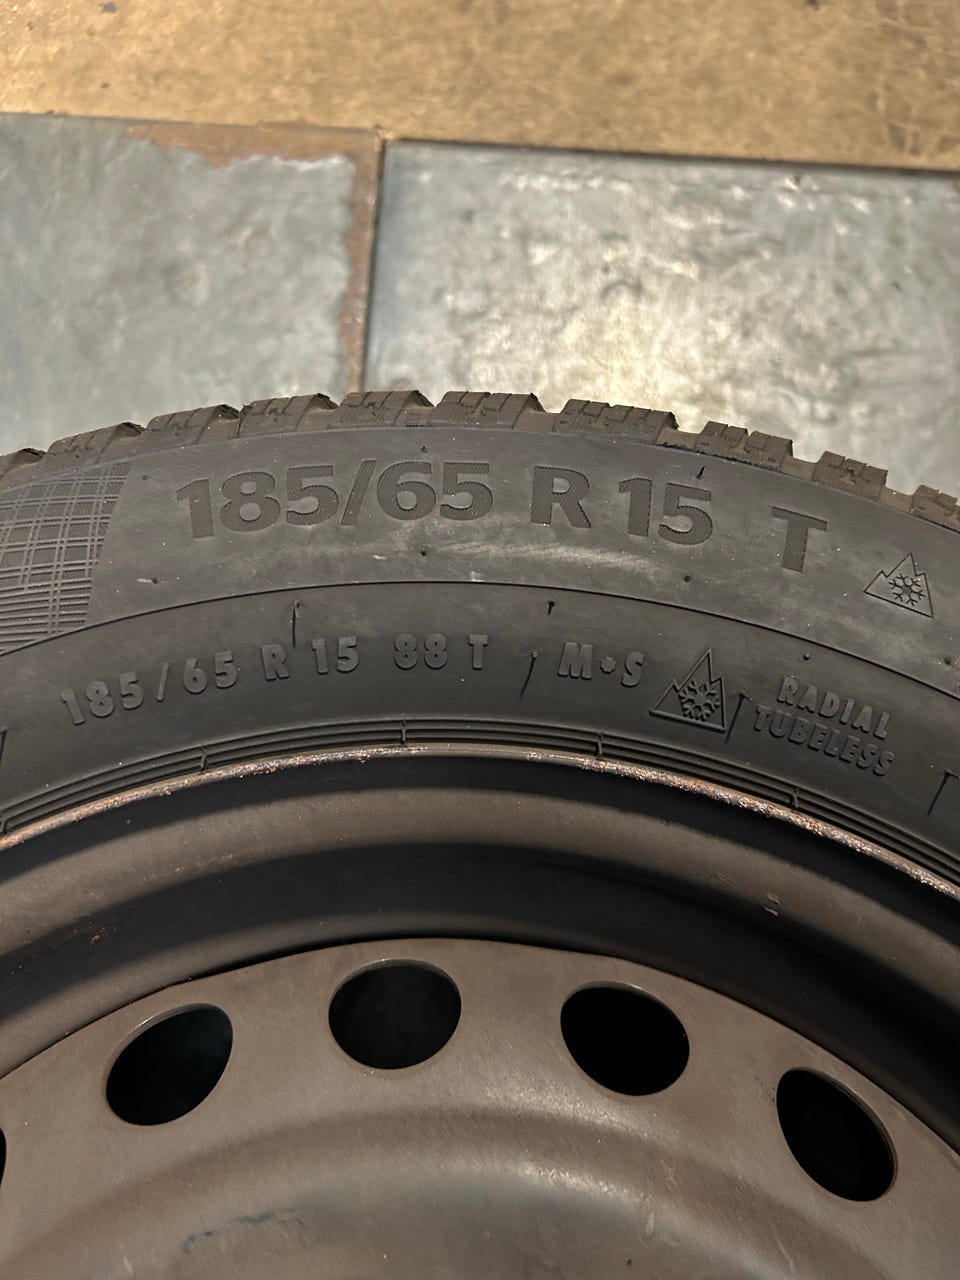 185/65 R 15 T
185/65 R 15 88 T M+S RADIAL
TUBELESS